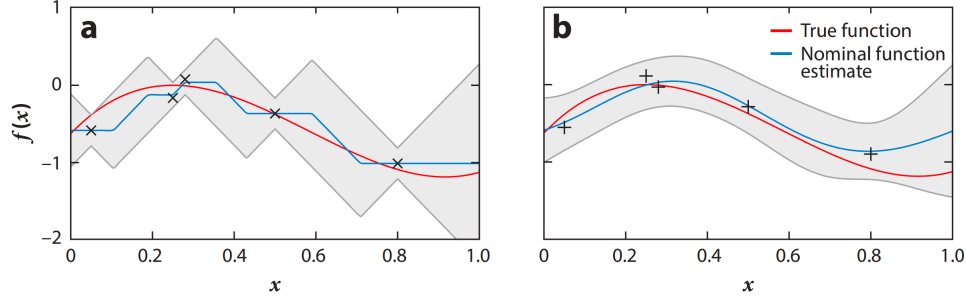 a
1
0
−1
−2
f(x)
0
0.2
0.4
0.6
0.8
1.0
x
b
True function
Nominal function
estimate
0
0.2
0.4
0.6
0.8
1.0
x